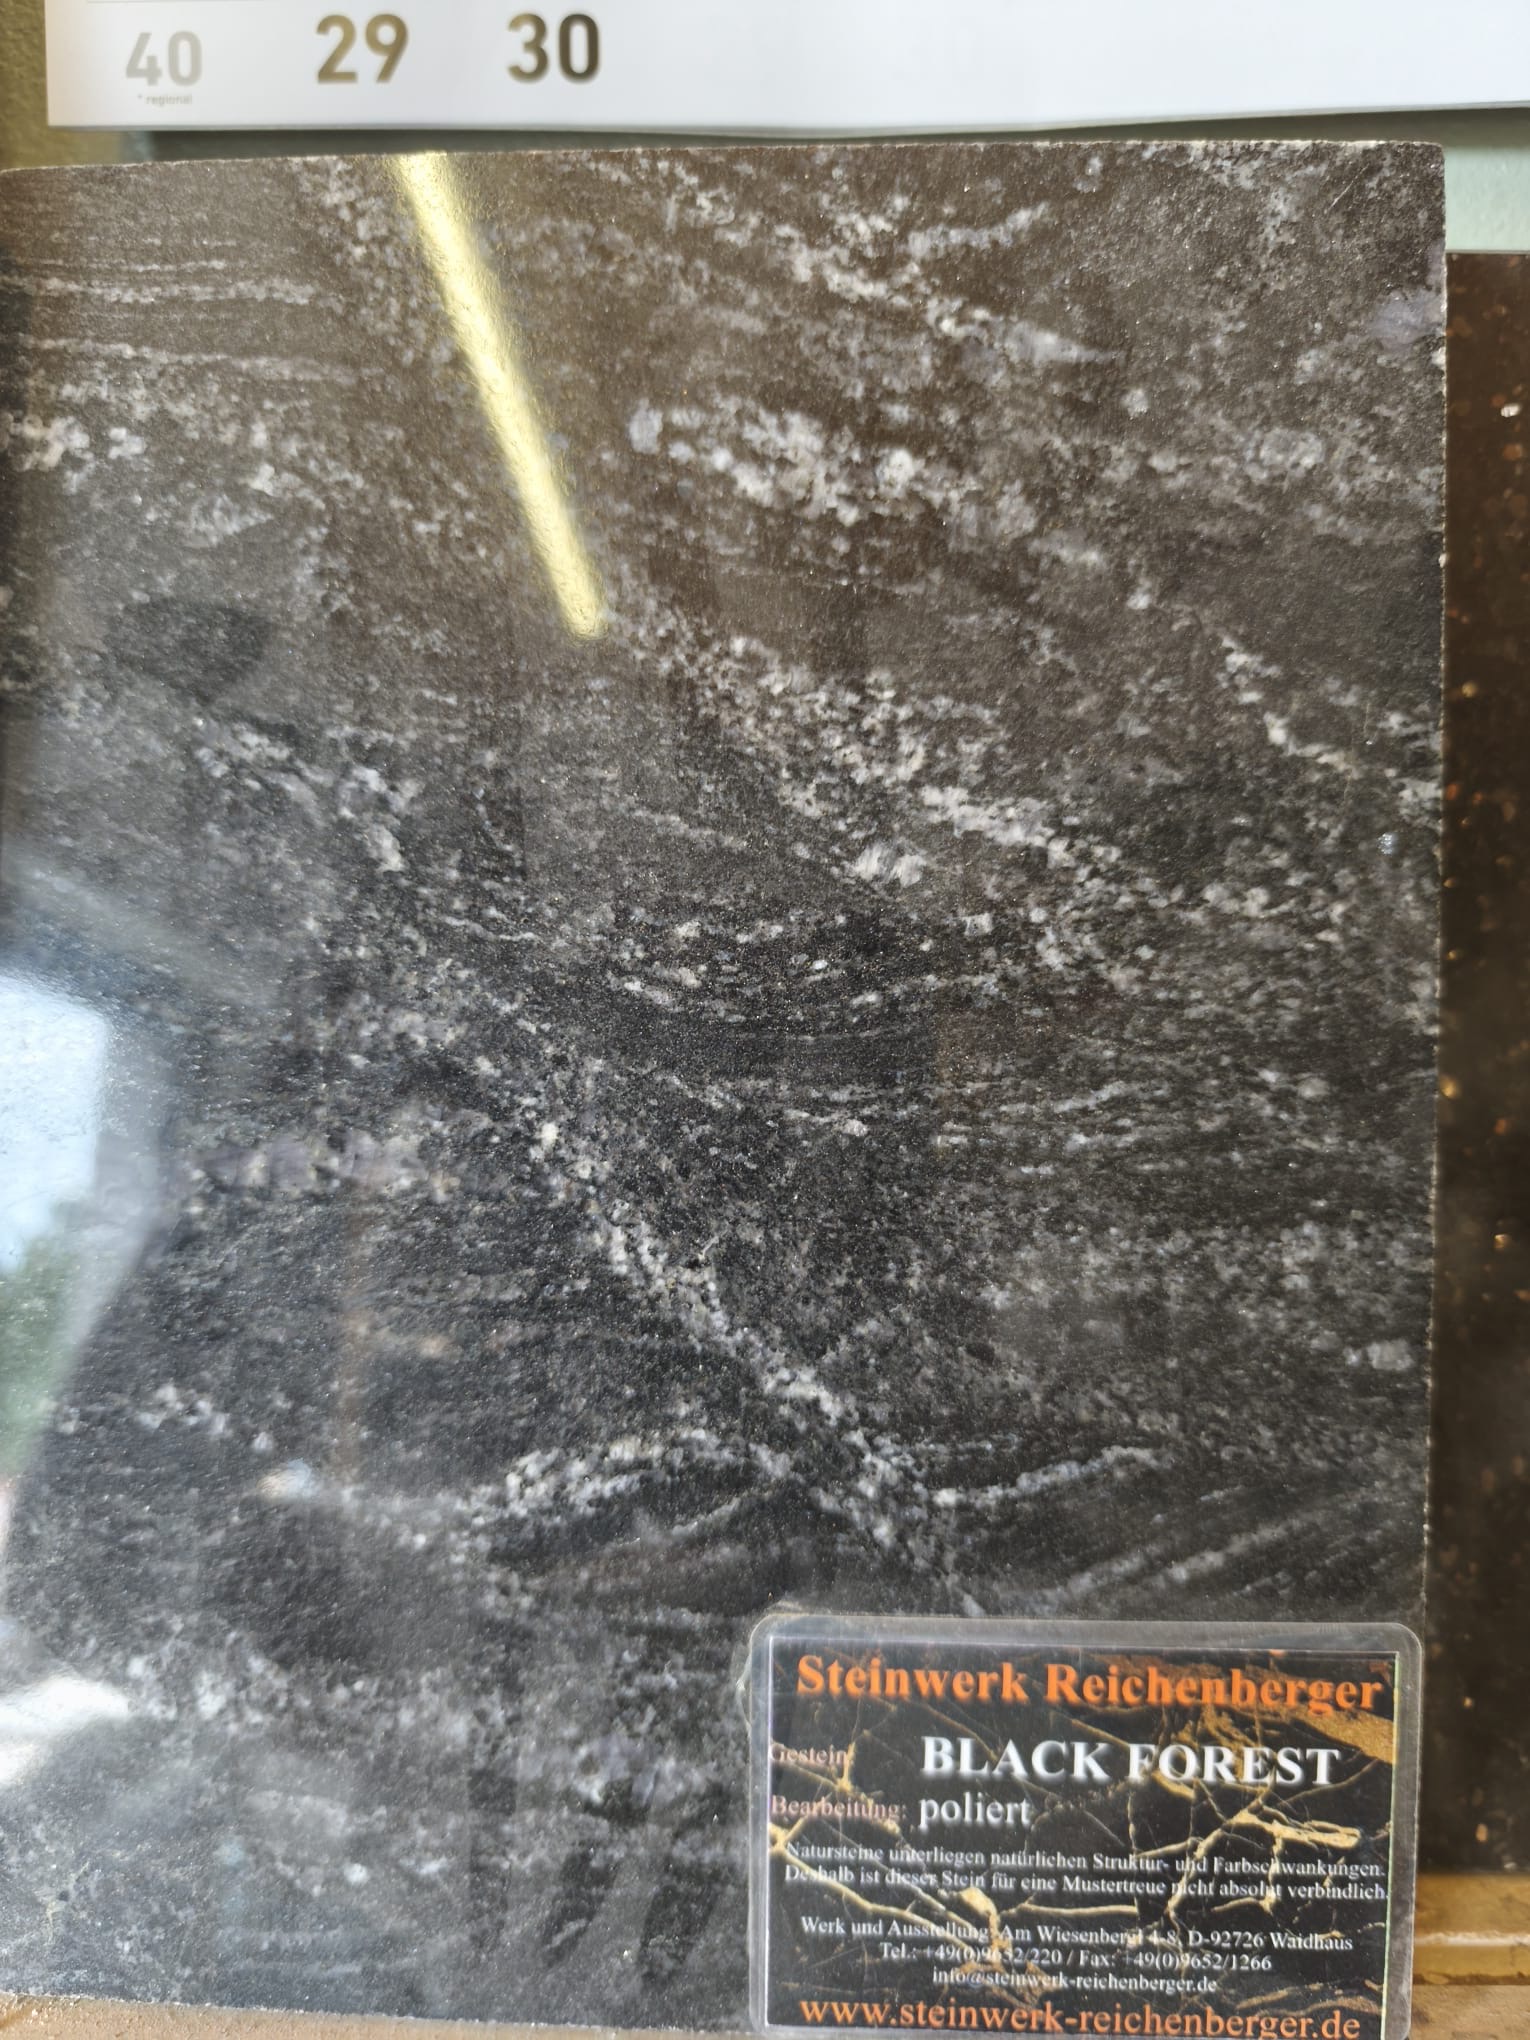 40 29 30
* regional
Steinwerk Reichenberger
Gestein: BLACK FOREST
Bearbeitung: poliert
Natursteine unterliegen natürlichen Struktur- und Farbschwankungen.
Deshalb ist dieser Stein für eine Mustertreue nicht absolut verbindlich.
Werk und Ausstellung: Am Wiesenbergl 4-8, D-92726 Waidhaus
Tel.: +49(0)9652/220 / Fax: +49(0)9652/1266
info@steinwerk-reichenberger.de
www.steinwerk-reichenberger.de